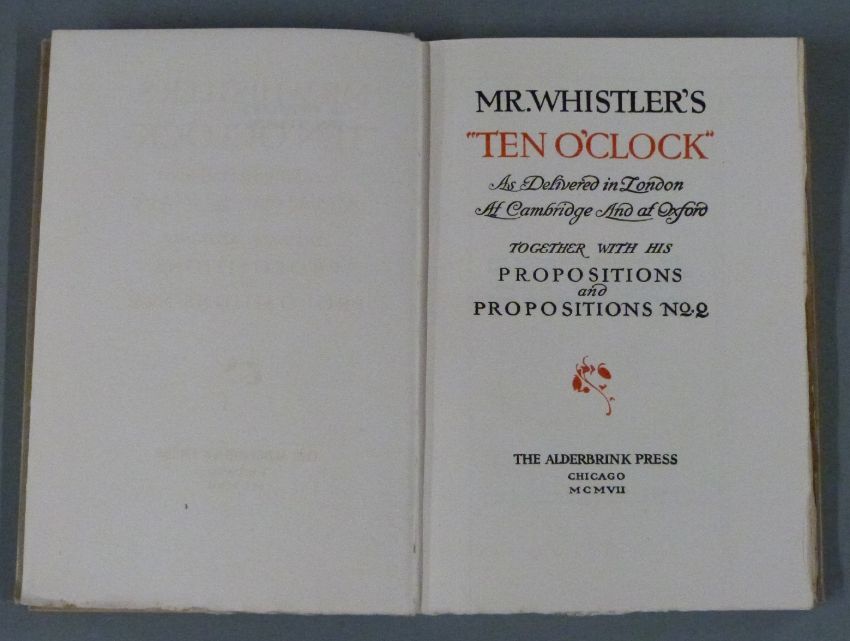 MR. WHISTLER'S
"TEN O'CLOCK"
As Delivered in London
At Cambridge And at Oxford
TOGETHER WITH HIS
PROPOSITIONS
and
PROPOSITIONS No. 2
THE ALDERBRINK PRESS
CHICAGO
MCMVII